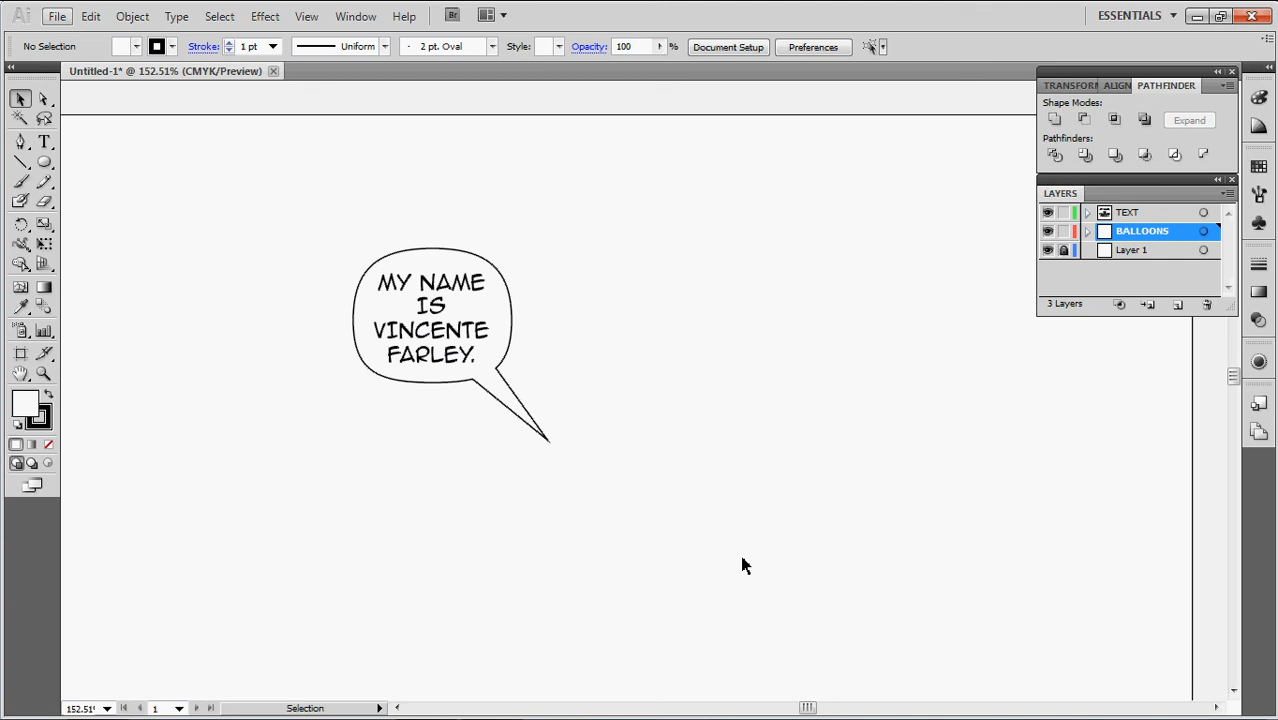 Ai File Edit Object Type Select Effect View Window Help Br ESSENTIALS
No Selection Stroke: 1 pt Uniform 2 pt. Oval Style: Opacity: 100 % Document Setup Preferences
Untitled-1* @ 152.51% (CMYK/Preview)
TRANSFORM ALIGN PATHFINDER
Shape Modes:
Expand
Pathfinders:
LAYERS
TEXT
BALLOONS
Layer 1
3 Layers
MY NAME
IS
VINCENTE
FARLEY.
152.51% 1 Selection